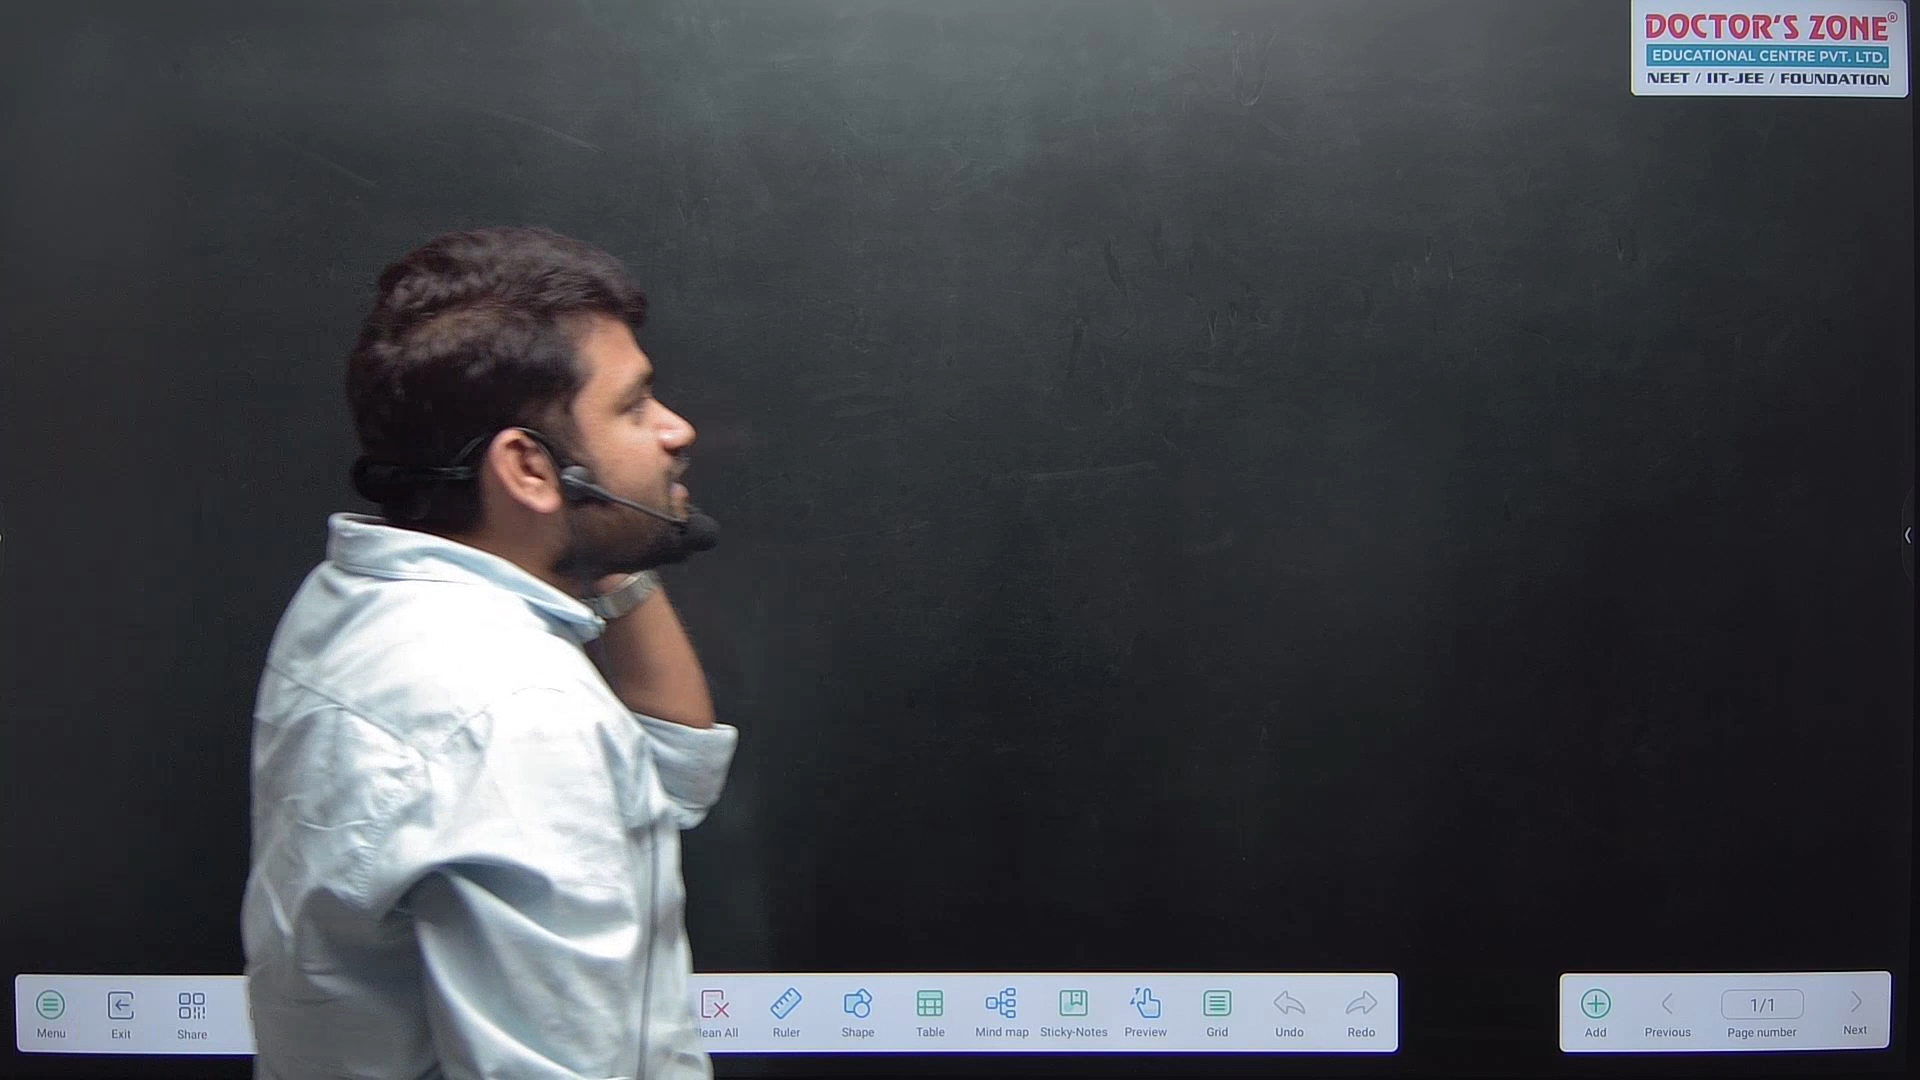 DOCTOR'S ZONE®
EDUCATIONAL CENTRE PVT. LTD.
NEET / IIT-JEE / FOUNDATION
Menu
Exit
Share
lean All
Ruler
Shape
Table
Mind map
Sticky-Notes
Preview
Grid
Undo
Redo
Add
Previous
1/1
Page number
Next